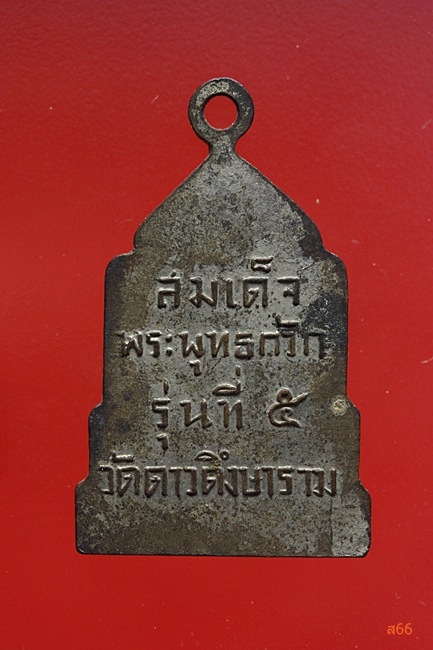 สมเด็จ
พระพุทธกวัก
รุ่นที่ ๕
วัดดาวดึงษาราม
ส66